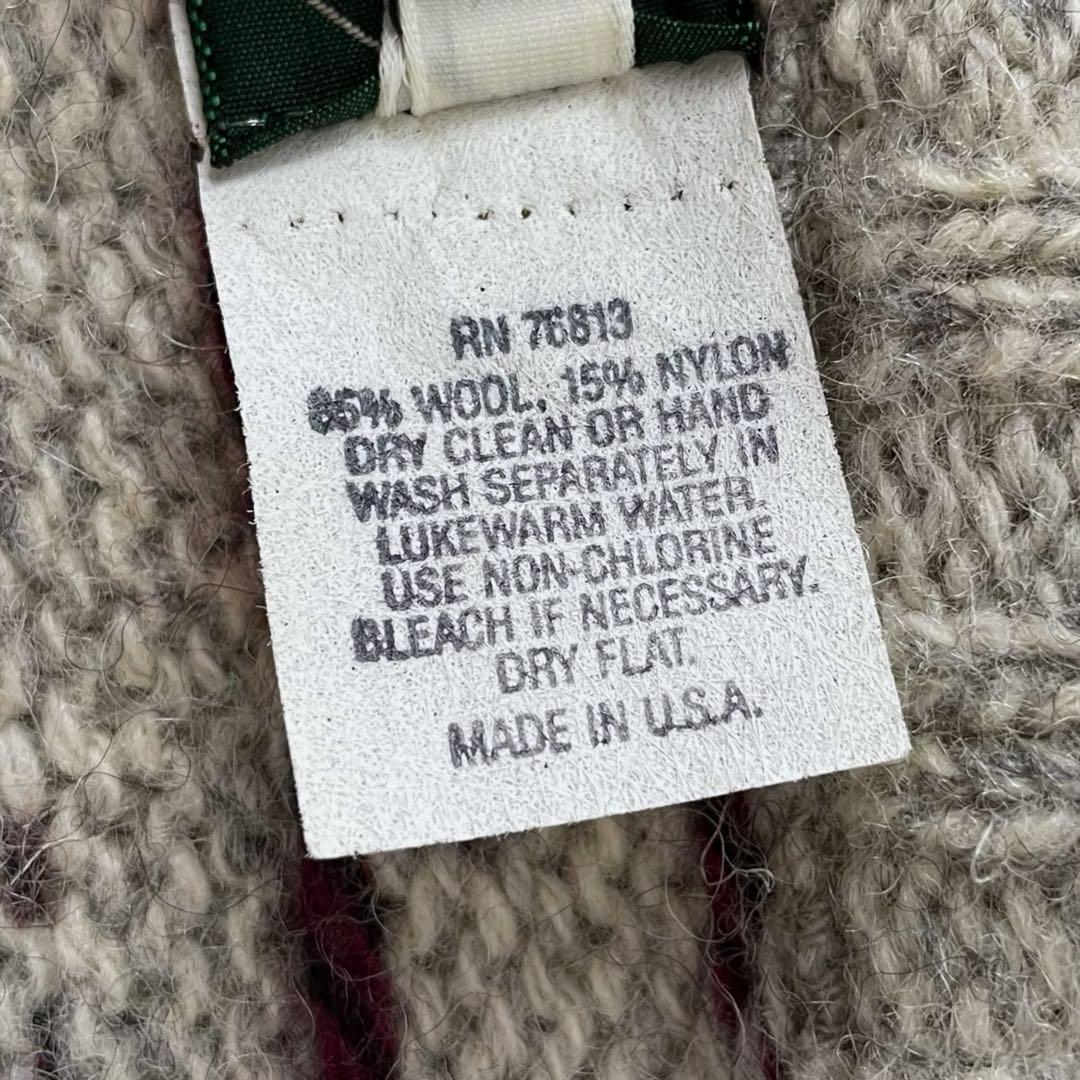 RN 76813
85% WOOL, 15% NYLON
DRY CLEAN OR HAND
WASH SEPARATELY IN
LUKEWARM WATER.
USE NON-CHLORINE
BLEACH IF NECESSARY.
DRY FLAT.
MADE IN U.S.A.